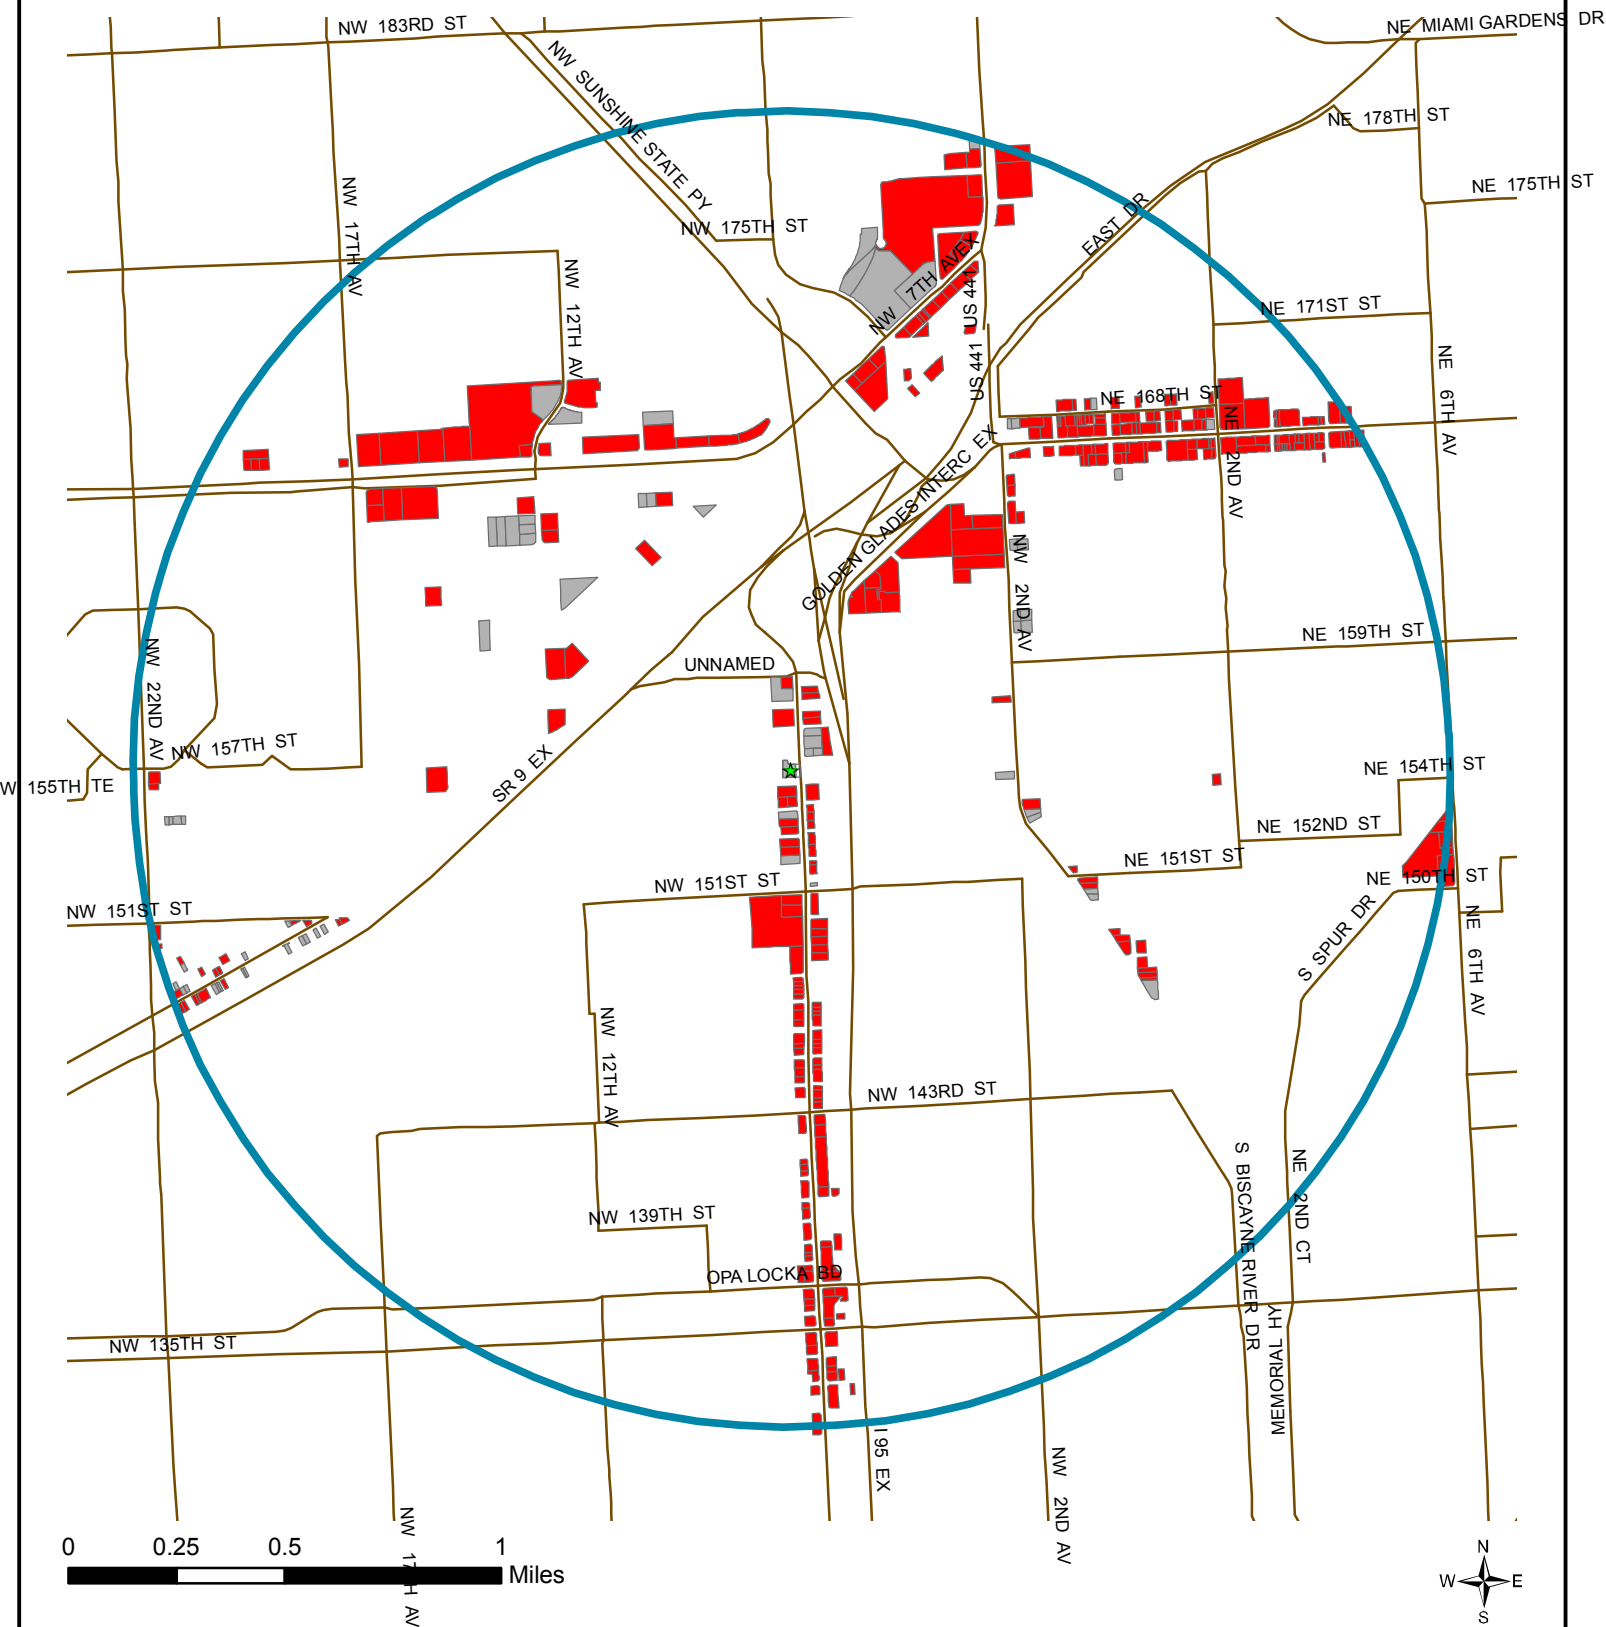 NW 183RD ST
NE MIAMI GARDENS DR
NW SUNSHINE STATE PY
NE 178TH ST
NE 175TH ST
NW 17TH AV
NW 175TH ST
EAST DR
NW 12TH AV
NW 7TH AVEX
US 441
NE 171ST ST
US 441
NE 6TH AV
NE 168TH ST
NE 2ND AV
GOLDEN GLADES INTERC EX
NW 2ND AV
NE 159TH ST
UNNAMED
NW 22ND AV
NW 157TH ST
W 155TH TE
SR 9 EX
NE 154TH ST
NE 152ND ST
NE 151ST ST
NE 150TH ST
NW 151ST ST
NW 151ST ST
S SPUR DR
NE 6TH AV
NW 12TH AV
NW 143RD ST
S BISCAYNE RIVER DR
NE 2ND CT
NW 139TH ST
OPA LOCKA BD
NW 135TH ST
MEMORIAL HY
I 95 EX
NW 2ND AV
NW 17TH AV
0 0.25 0.5 1
Miles
N
W E
S